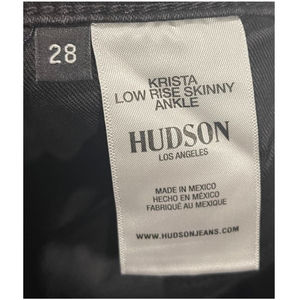 28
KRISTA
LOW RISE SKINNY
ANKLE
HUDSON
LOS ANGELES
MADE IN MEXICO
HECHO EN MÉXICO
FABRIQUÉ AU MEXIQUE
WWW.HUDSONJEANS.COM